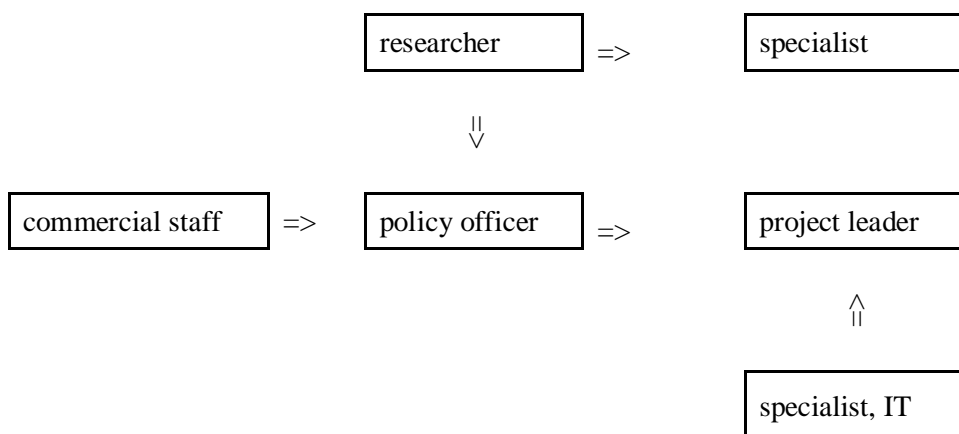 researcher => specialist
=>
commercial staff => policy officer => project leader
=>
specialist, IT